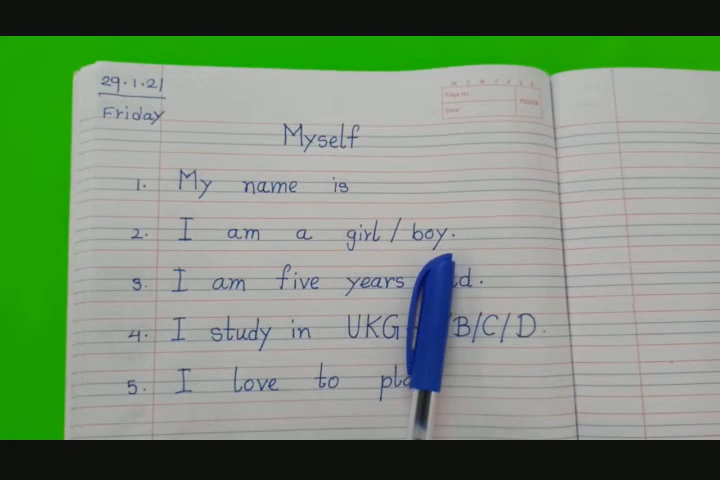 29.1.21
Friday
Myself
1. My name is
2. I am a girl / boy.
3. I am five years
4. I study in UKG /B/C/D.
5. I love to